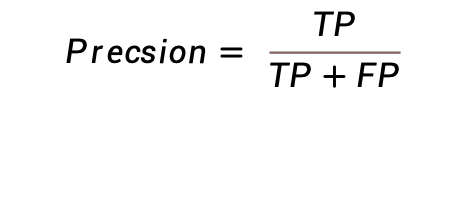 Precsion = TP
TP + FP